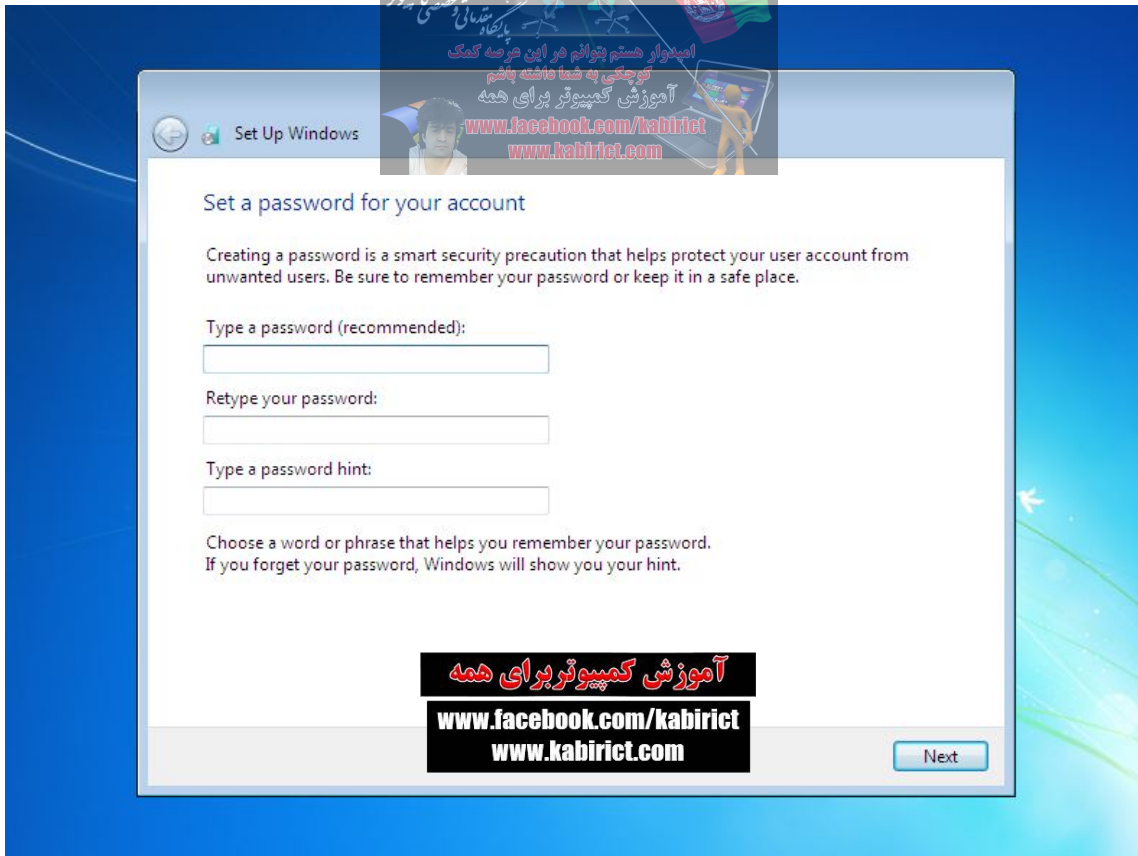 پایگاه مقدماتی و تخصصی
امیدوار هستم بتوانم در این عرصه کمک
کوچکی به شما داشته باشم
آموزش کمپیوتر برای همه
www.facebook.com/kabirict
www.kabirict.com
Set Up Windows
Set a password for your account
Creating a password is a smart security precaution that helps protect your user account from
unwanted users. Be sure to remember your password or keep it in a safe place.
Type a password (recommended):
Retype your password:
Type a password hint:
Choose a word or phrase that helps you remember your password.
If you forget your password, Windows will show you your hint.
آموزش کمپیوتر برای همه
www.facebook.com/kabirict
www.kabirict.com
Next